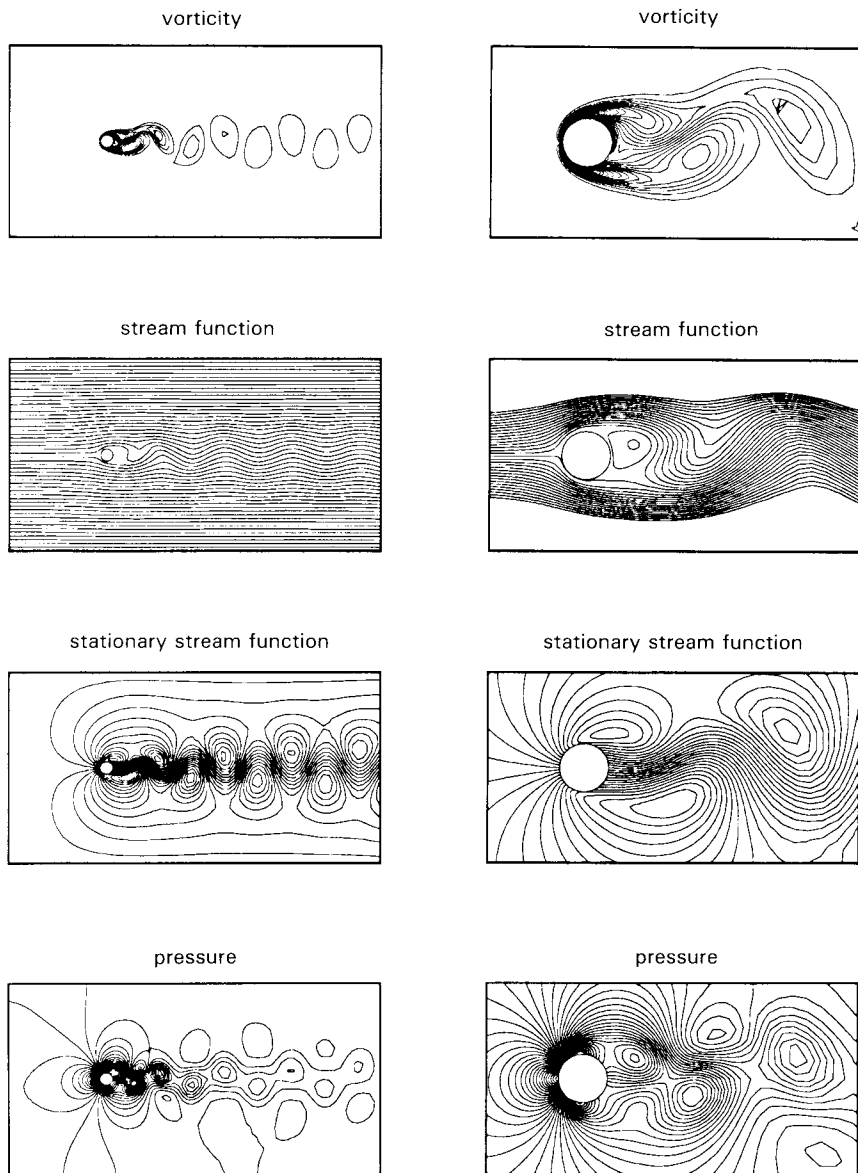 vorticity
vorticity
stream function
stream function
stationary stream function
stationary stream function
pressure
pressure